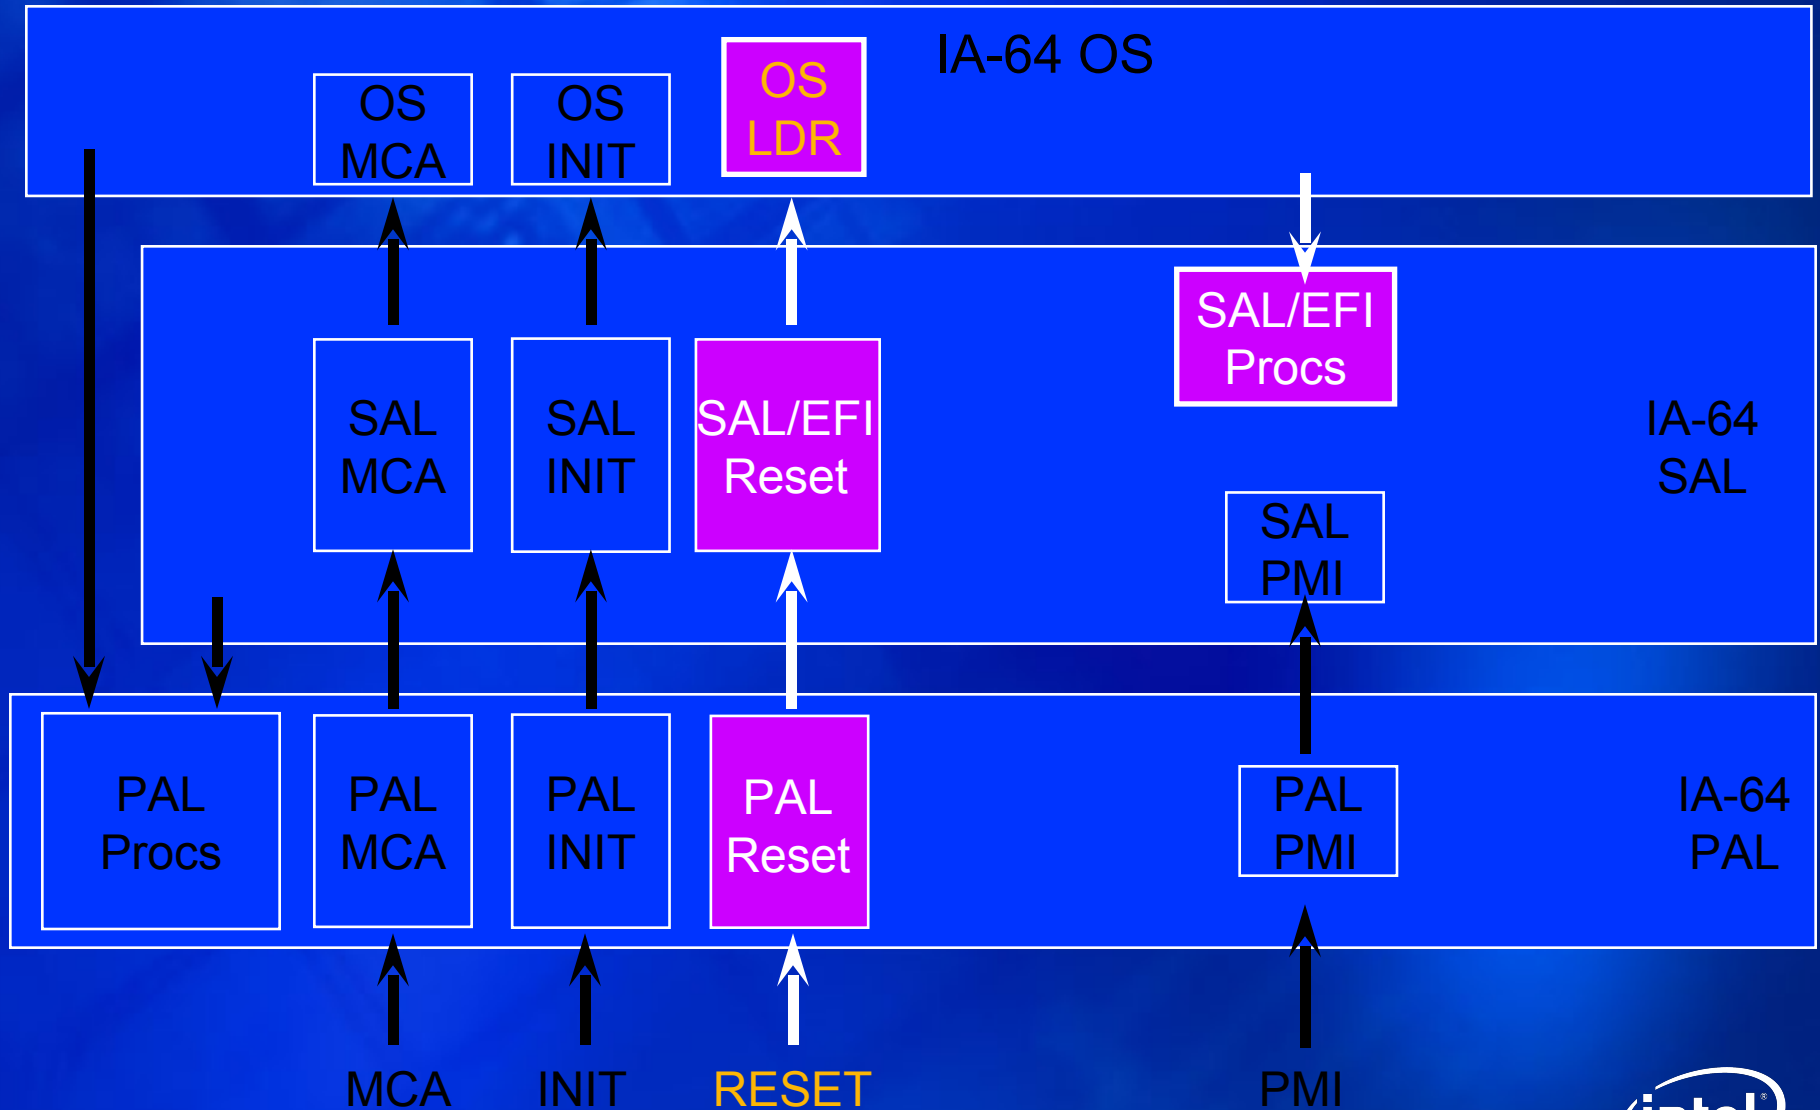 IA-64 OS
OS
MCA
OS
INIT
OS
LDR
SAL/EFI
Procs
SAL
MCA
SAL
INIT
SAL/EFI
Reset
IA-64
SAL
SAL
PMI
PAL
Procs
PAL
MCA
PAL
INIT
PAL
Reset
PAL
PMI
IA-64
PAL
MCA
INIT
RESET
PMI
intel®